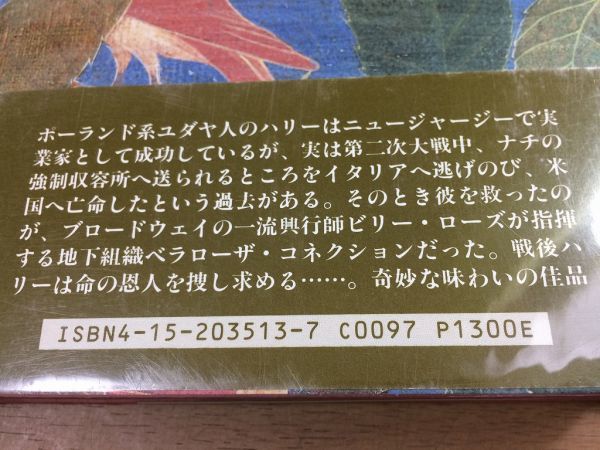 ポーランド系ユダヤ人のハリーはニュージャージーで実
業家として成功しているが、実は第二次大戦中、ナチの
強制収容所へ送られるところをイタリアへ逃げのび、米
国へ亡命したという過去がある。そのとき彼を救ったの
が、ブロードウェイの一流興行師ビリー・ローズが指揮
する地下組織ベラローザ・コネクションだった。戦後ハ
リーは命の恩人を捜し求める……。奇妙な味わいの佳品
ISBN4-15-203513-7 C0097 P1300E